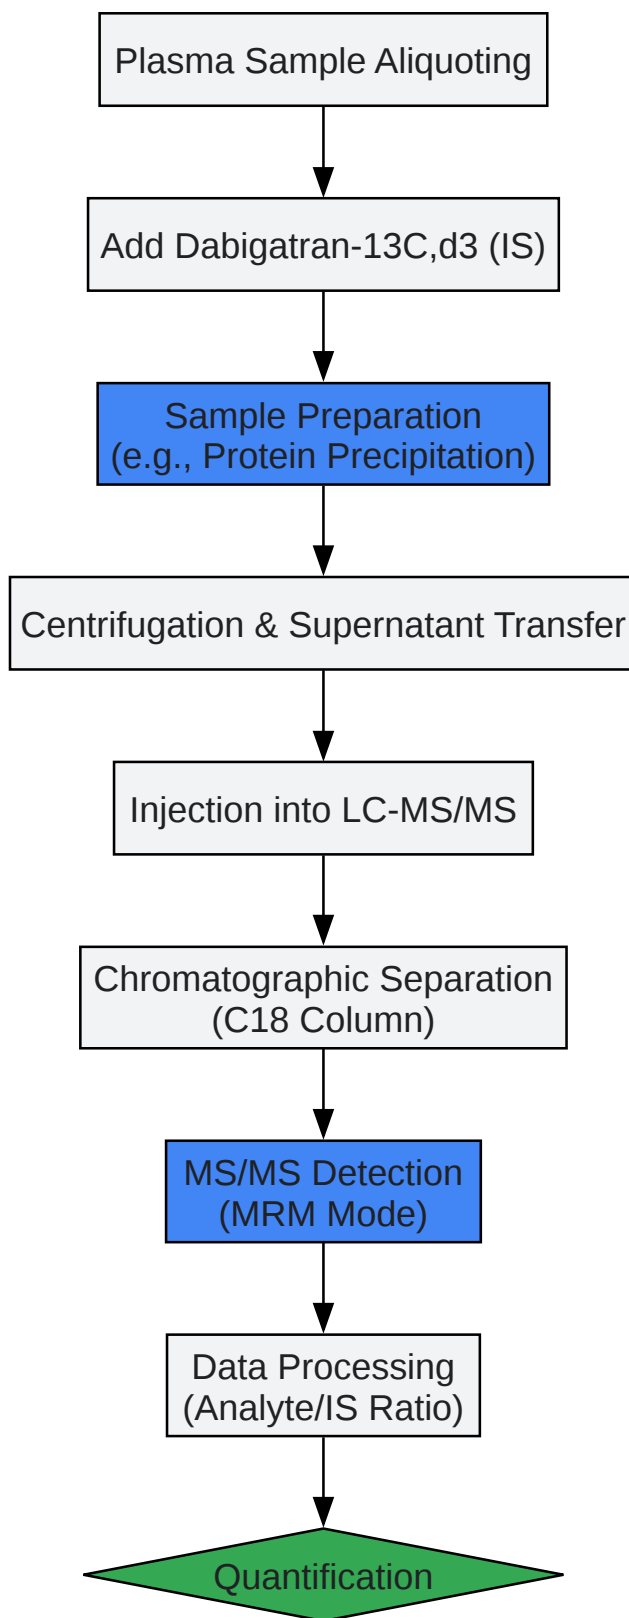 Plasma Sample Aliquoting
Add Dabigatran-13C,d3 (IS)
Sample Preparation
(e.g., Protein Precipitation)
Centrifugation & Supernatant Transfer
Injection into LC-MS/MS
Chromatographic Separation
(C18 Column)
MS/MS Detection
(MRM Mode)
Data Processing
(Analyte/IS Ratio)
Quantification